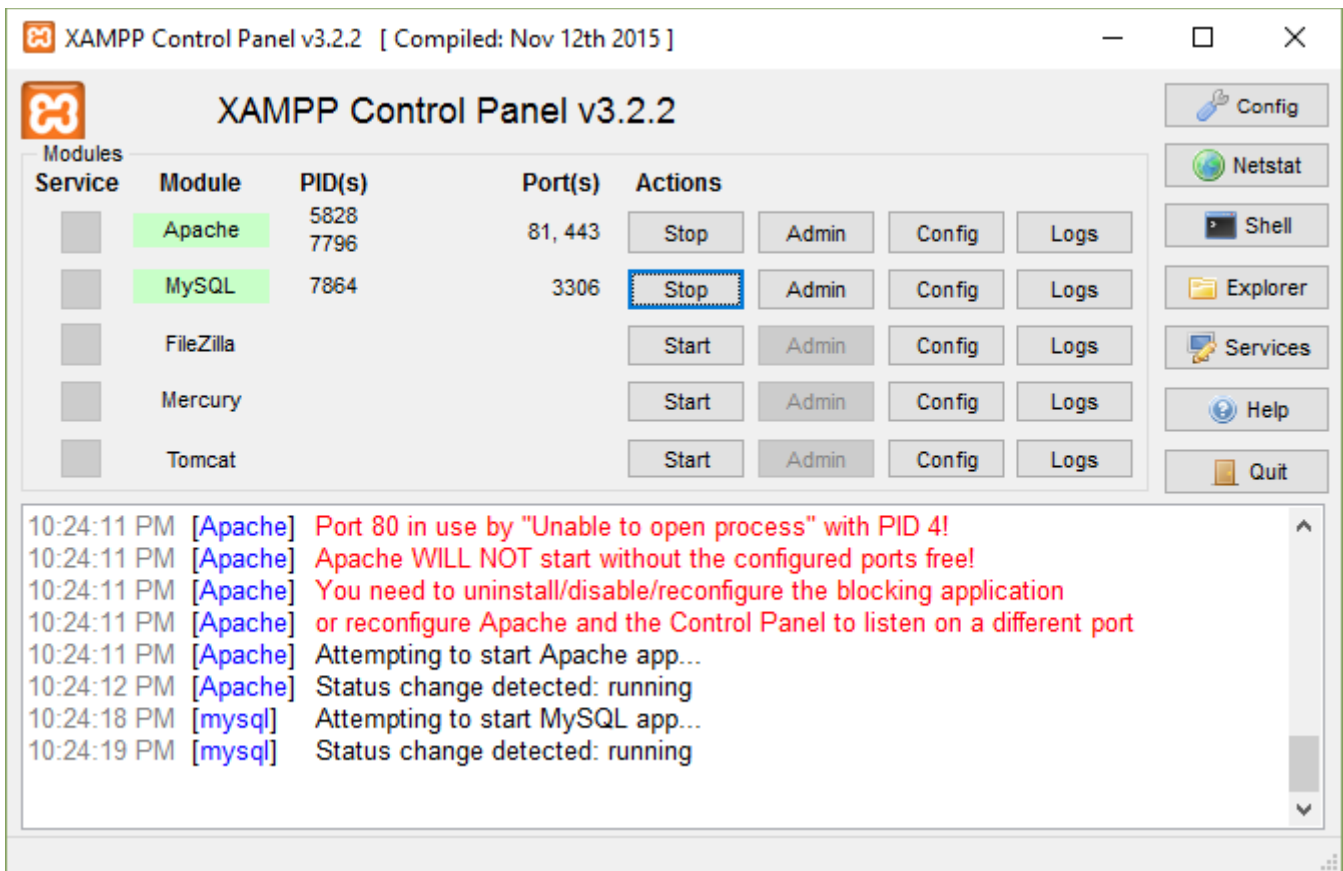 XAMPP Control Panel v3.2.2 [ Compiled: Nov 12th 2015 ]
XAMPP Control Panel v3.2.2
Config
Modules
Netstat
Service Module PID(s) Port(s) Actions
Apache 5828 7796 81, 443 Stop Admin Config Logs
Shell
MySQL 7864 3306 Stop Admin Config Logs
Explorer
FileZilla Start Admin Config Logs
Services
Mercury Start Admin Config Logs
Help
Tomcat Start Admin Config Logs
Quit
10:24:11 PM [Apache] Port 80 in use by "Unable to open process" with PID 4!
10:24:11 PM [Apache] Apache WILL NOT start without the configured ports free!
10:24:11 PM [Apache] You need to uninstall/disable/reconfigure the blocking application
10:24:11 PM [Apache] or reconfigure Apache and the Control Panel to listen on a different port
10:24:11 PM [Apache] Attempting to start Apache app...
10:24:12 PM [Apache] Status change detected: running
10:24:18 PM [mysql] Attempting to start MySQL app...
10:24:19 PM [mysql] Status change detected: running